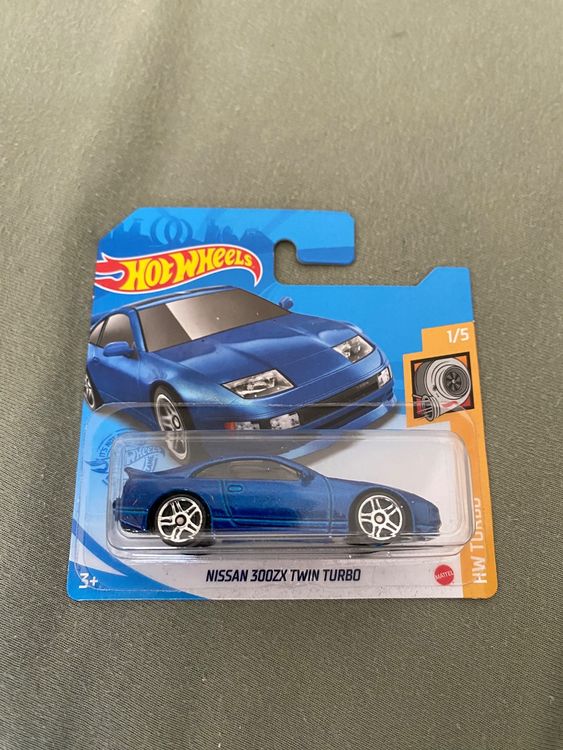 HOT WHEELS
1/5
HW TURBO
NISSAN 300ZX TWIN TURBO
3+
MATTEL